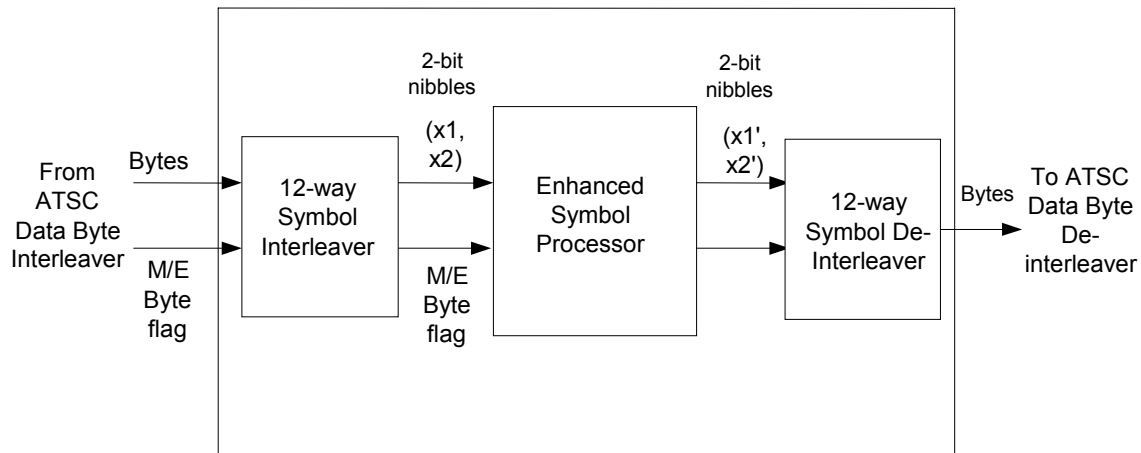 From
ATSC
Data Byte
Interleaver
Bytes
M/E
Byte
flag
12-way
Symbol
Interleaver
2-bit
nibbles
(x1,
x2)
M/E
Byte
flag
Enhanced
Symbol
Processor
2-bit
nibbles
(x1',
x2')
12-way
Symbol De-
Interleaver
Bytes
To ATSC
Data Byte
De-
interleaver